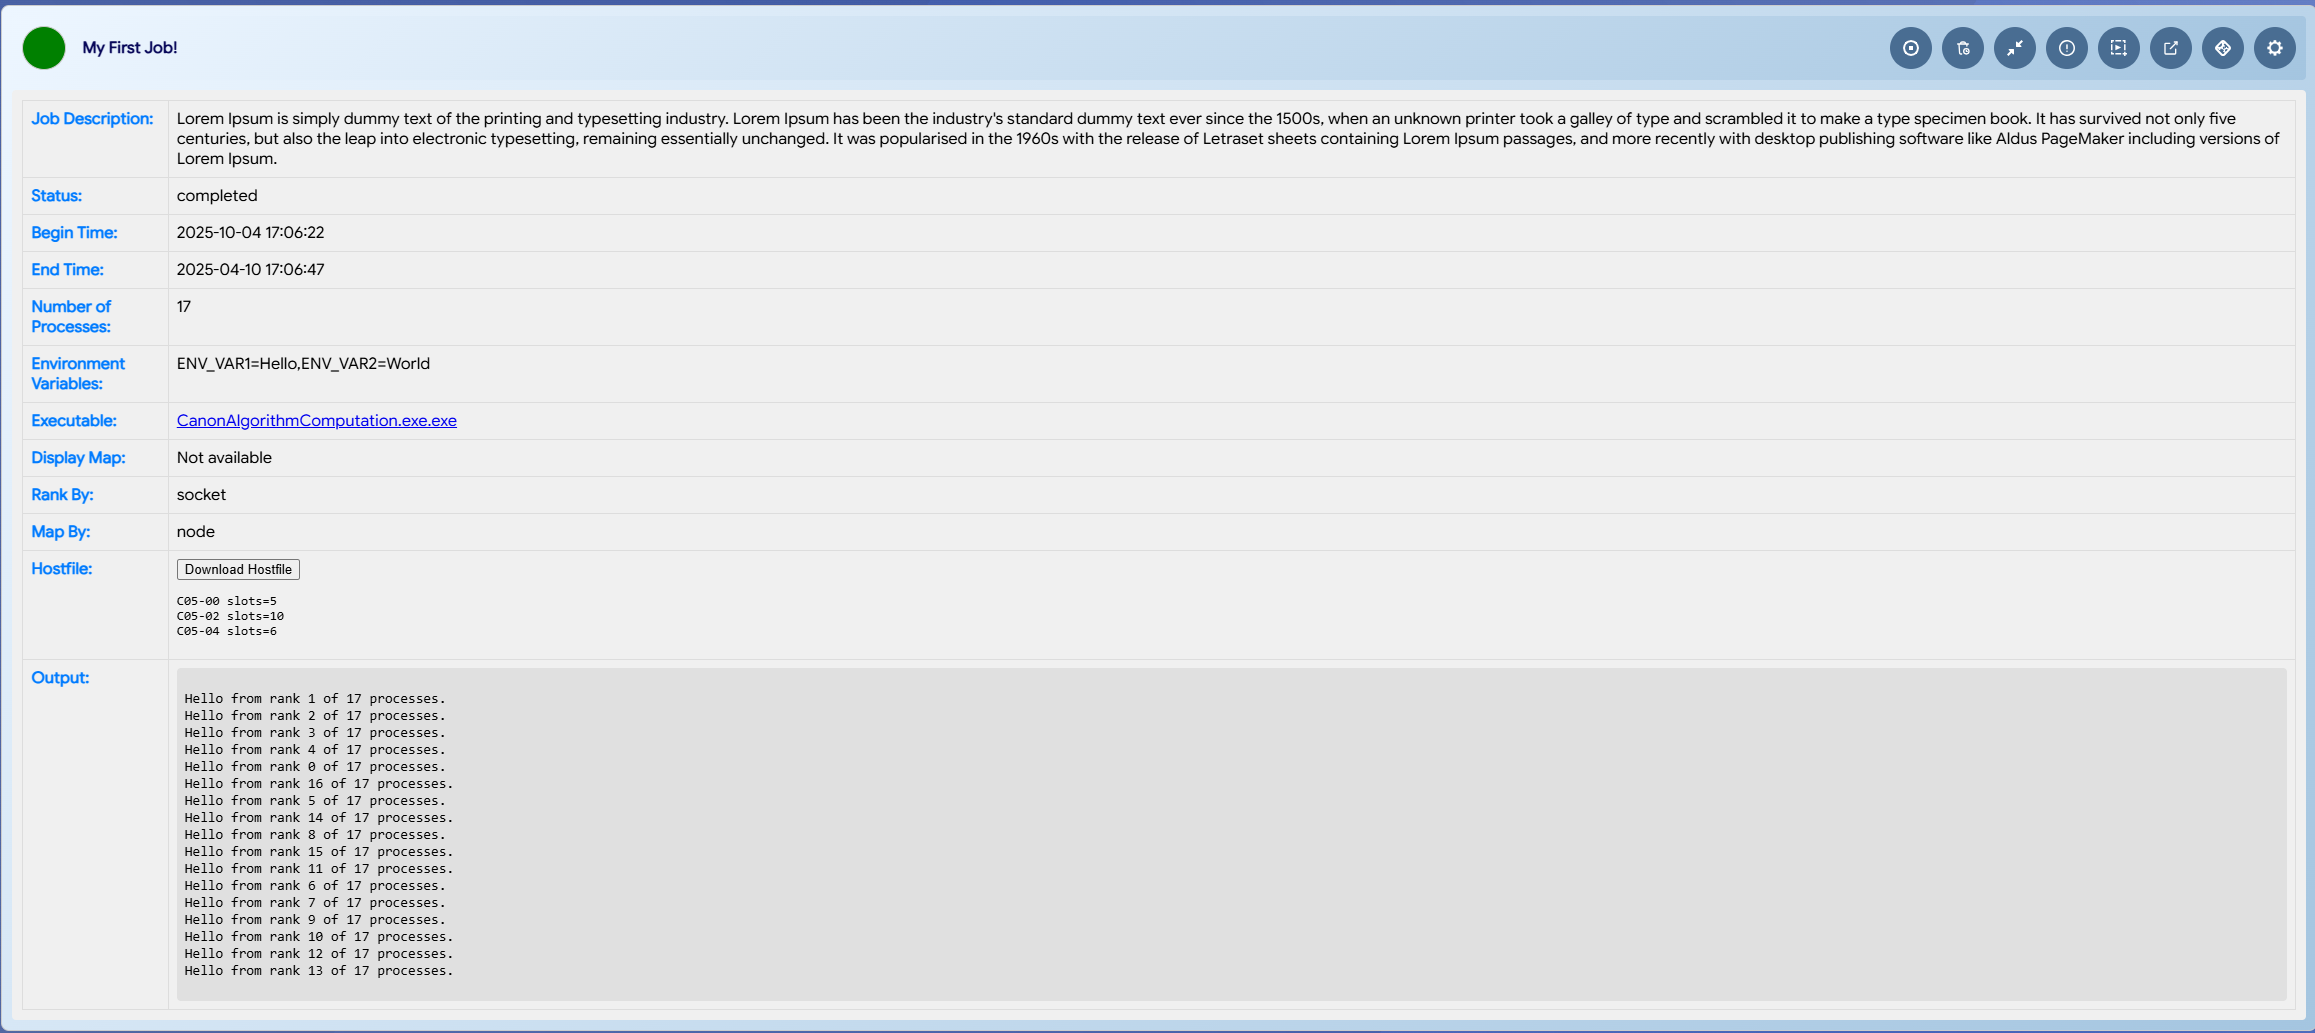 My First Job!
Job Description:
Lorem Ipsum is simply dummy text of the printing and typesetting industry. Lorem Ipsum has been the industry's standard dummy text ever since the 1500s, when an unknown printer took a galley of type and scrambled it to make a type specimen book. It has survived not only five
centuries, but also the leap into electronic typesetting, remaining essentially unchanged. It was popularised in the 1960s with the release of Letraset sheets containing Lorem Ipsum passages, and more recently with desktop publishing software like Aldus PageMaker including versions of
Lorem Ipsum.
Status:
completed
Begin Time:
2025-10-04 17:06:22
End Time:
2025-04-10 17:06:47
Number of
Processes:
17
Environment
Variables:
ENV_VAR1=Hello,ENV_VAR2=World
Executable:
CanonAlgorithmComputation.exe.exe
Display Map:
Not available
Rank By:
socket
Map By:
node
Hostfile:
Download Hostfile
C05-00 slots=5
C05-02 slots=10
C05-04 slots=6
Output:
Hello from rank 1 of 17 processes.
Hello from rank 2 of 17 processes.
Hello from rank 3 of 17 processes.
Hello from rank 4 of 17 processes.
Hello from rank 0 of 17 processes.
Hello from rank 16 of 17 processes.
Hello from rank 5 of 17 processes.
Hello from rank 14 of 17 processes.
Hello from rank 8 of 17 processes.
Hello from rank 15 of 17 processes.
Hello from rank 11 of 17 processes.
Hello from rank 6 of 17 processes.
Hello from rank 7 of 17 processes.
Hello from rank 9 of 17 processes.
Hello from rank 10 of 17 processes.
Hello from rank 12 of 17 processes.
Hello from rank 13 of 17 processes.